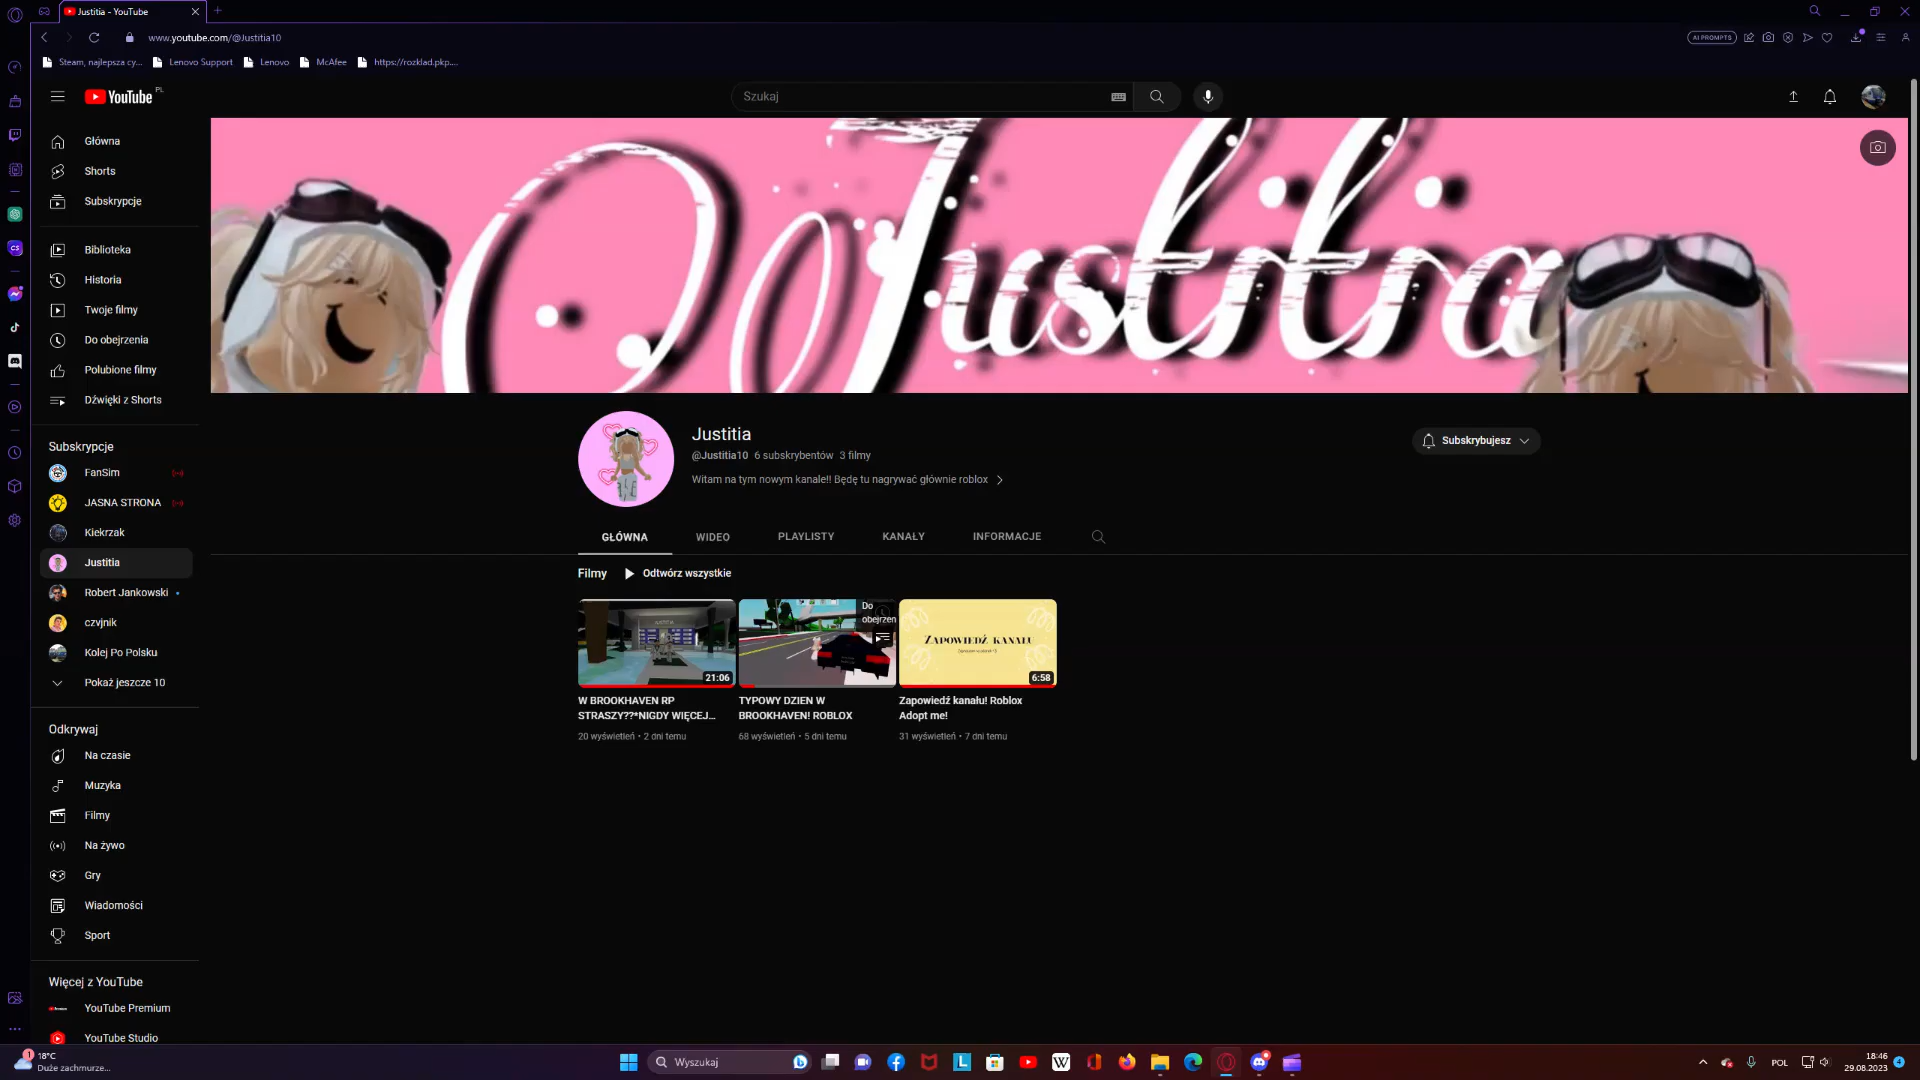 Justitia - YouTube
www.youtube.com/@Justitia10
AI PROMPTS
Steam, najlepsza cy...
Lenovo Support
Lenovo
McAfee
https://rozklad.pkp....
YouTube
PL
Szukaj
Główna
Shorts
Subskrypcje
Biblioteka
Historia
Twoje filmy
Do obejrzenia
Polubione filmy
Dźwięki z Shorts
Subskrypcje
FanSim
JASNA STRONA
Kiekrzak
Justitia
Robert Jankowski
czvjnik
Kolej Po Polsku
Pokaż jeszcze 10
Odkrywaj
Na czasie
Muzyka
Filmy
Na żywo
Gry
Wiadomości
Sport
Więcej z YouTube
YouTube Premium
YouTube Studio
Justitia
Justitia
@Justitia10 6 subskrybentów 3 filmy
Witam na tym nowym kanale!! Będę tu nagrywać głównie roblox
Subskrybujesz
GŁÓWNA
WIDEO
PLAYLISTY
KANAŁY
INFORMACJE
Filmy
Odtwórz wszystkie
JUSTITIA
21:06
W BROOKHAVEN RP
STRASZY??*NIGDY WIĘCEJ...
20 wyświetleń • 2 dni temu
Do
obejrzen
TYPOWY DZIEN W
BROOKHAVEN! ROBLOX
68 wyświetleń • 5 dni temu
ZAPOWIEDŹ KANAŁU
6:58
Zapowiedź kanału! Roblox
Adopt me!
31 wyświetleń • 7 dni temu
1
18°C
Duże zachmurze...
Wyszukaj
POL
18:46
29.08.2023
4